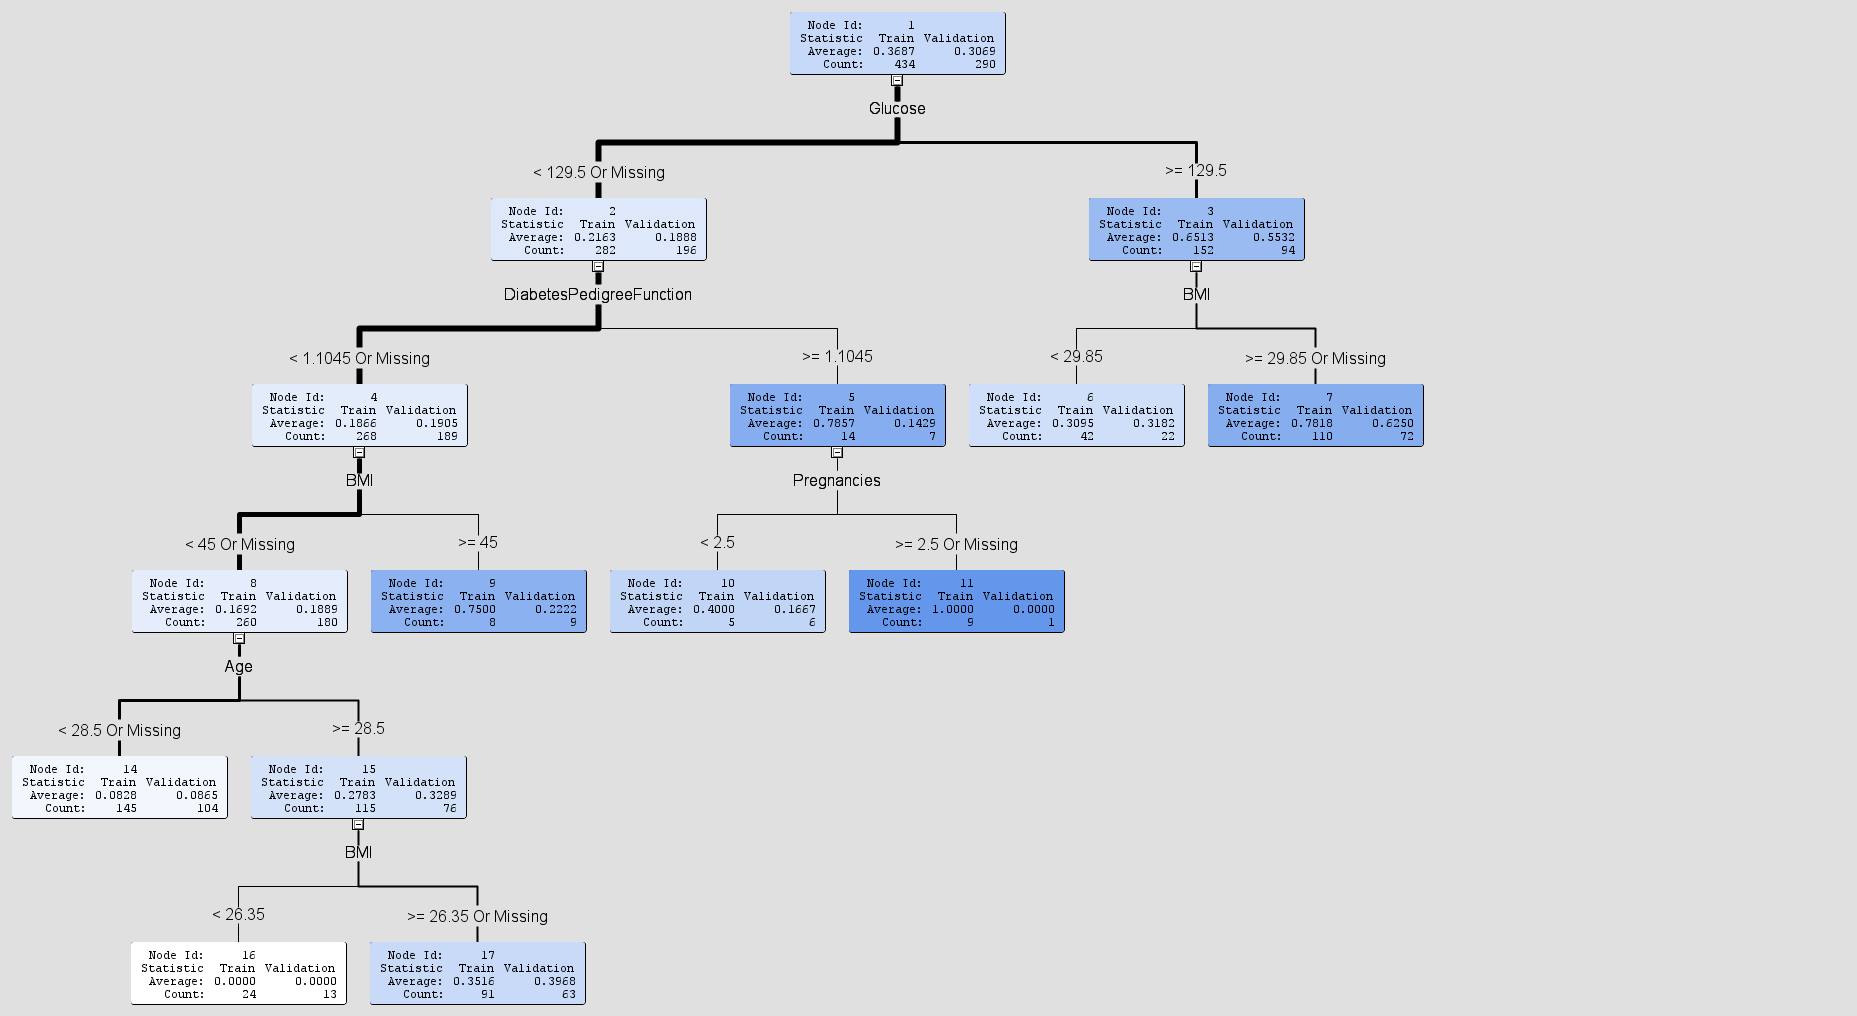 Node Id: 1
Statistic Train Validation
Average: 0.3687 0.3069
Count: 434 290
Glucose
< 129.5 Or Missing
>= 129.5
Node Id: 2
Statistic Train Validation
Average: 0.2163 0.1888
Count: 282 196
Node Id: 3
Statistic Train Validation
Average: 0.6513 0.5532
Count: 152 94
DiabetesPedigreeFunction
BMI
< 1.1045 Or Missing
>= 1.1045
< 29.85
>= 29.85 Or Missing
Node Id: 4
Statistic Train Validation
Average: 0.1866 0.1905
Count: 268 189
Node Id: 5
Statistic Train Validation
Average: 0.7857 0.1429
Count: 14 7
Node Id: 6
Statistic Train Validation
Average: 0.3095 0.3182
Count: 42 22
Node Id: 7
Statistic Train Validation
Average: 0.7818 0.6250
Count: 110 72
BMI
Pregnancies
< 45 Or Missing
>= 45
< 2.5
>= 2.5 Or Missing
Node Id: 8
Statistic Train Validation
Average: 0.1692 0.1889
Count: 260 180
Node Id: 9
Statistic Train Validation
Average: 0.7500 0.2222
Count: 8 9
Node Id: 10
Statistic Train Validation
Average: 0.4000 0.1667
Count: 5 6
Node Id: 11
Statistic Train Validation
Average: 1.0000 0.0000
Count: 9 1
Age
< 28.5 Or Missing
>= 28.5
Node Id: 14
Statistic Train Validation
Average: 0.0828 0.0865
Count: 145 104
Node Id: 15
Statistic Train Validation
Average: 0.2783 0.3289
Count: 115 76
BMI
< 26.35
>= 26.35 Or Missing
Node Id: 16
Statistic Train Validation
Average: 0.0000 0.0000
Count: 24 13
Node Id: 17
Statistic Train Validation
Average: 0.3516 0.3968
Count: 91 63